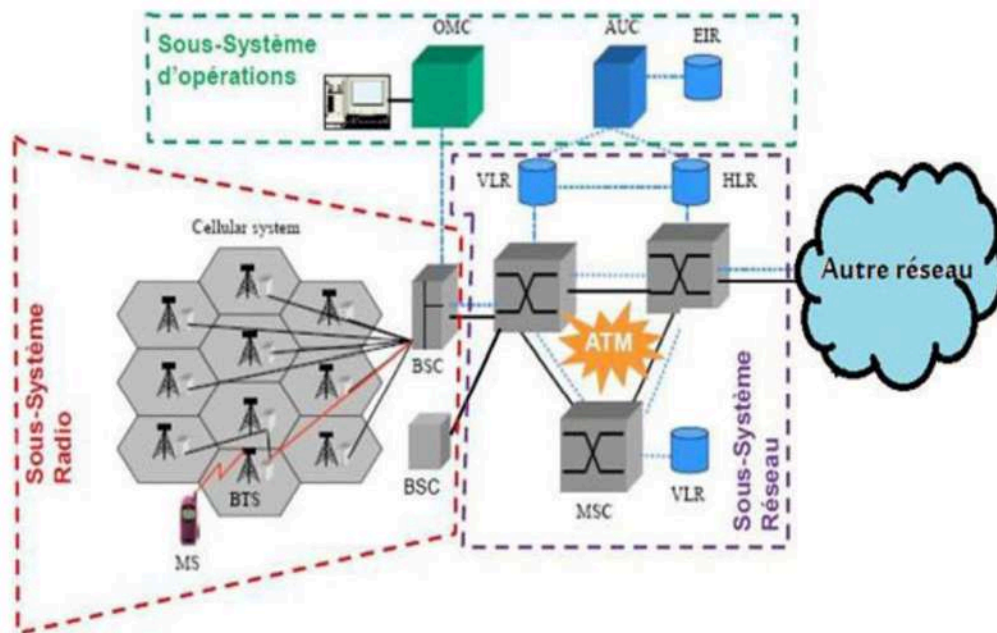 Sous-Système
d'opérations
OMC
AUC
EIR
VLR
HLR
Cellular system
Autre réseau
ATM
BSC
BSC
BTS
MS
MSC
VLR
Sous-Système
Radio
Sous-Système
Réseau